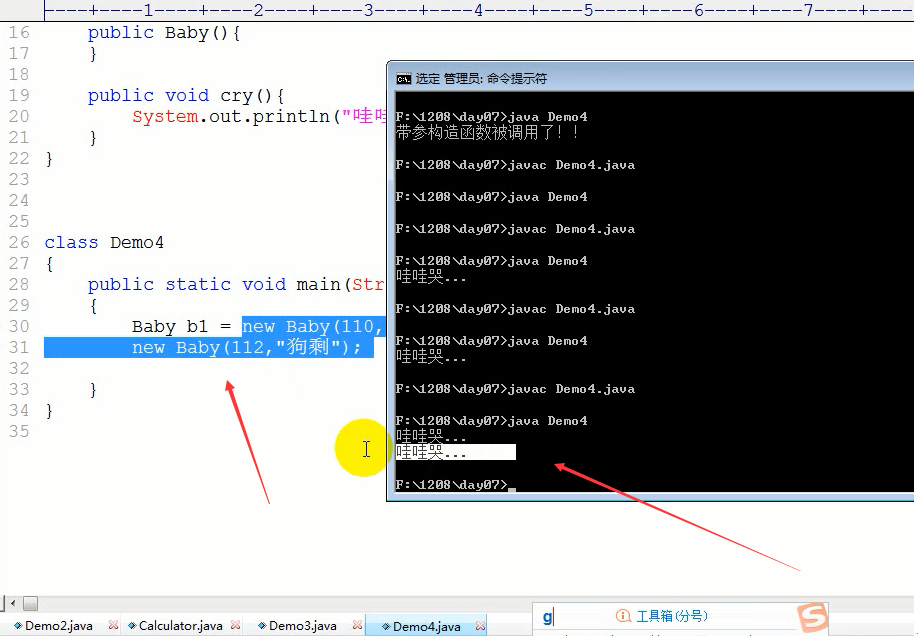 ----+----1----+----2----+----3----+----4----+----5----+----6----+----7----+----
16 public Baby(){
17 }
18
19 public void cry(){
20 System.out.println("哇哇
21 }
22 }
23
24
25
26 class Demo4
27 {
28 public static void main(Str
29 {
30 Baby b1 = new Baby(110,
31 new Baby(112,"狗剩");
32
33 }
34 }
35
选定 管理员: 命令提示符
F:\1208\day07>java Demo4
带参构造函数被调用了！！
F:\1208\day07>javac Demo4.java
F:\1208\day07>java Demo4
F:\1208\day07>javac Demo4.java
F:\1208\day07>java Demo4
哇哇哭...
F:\1208\day07>javac Demo4.java
F:\1208\day07>java Demo4
哇哇哭...
F:\1208\day07>javac Demo4.java
F:\1208\day07>java Demo4
哇哇哭...
哇哇哭...
F:\1208\day07>
Demo2.java Calculator.java Demo3.java Demo4.java
g 工具箱(分号)